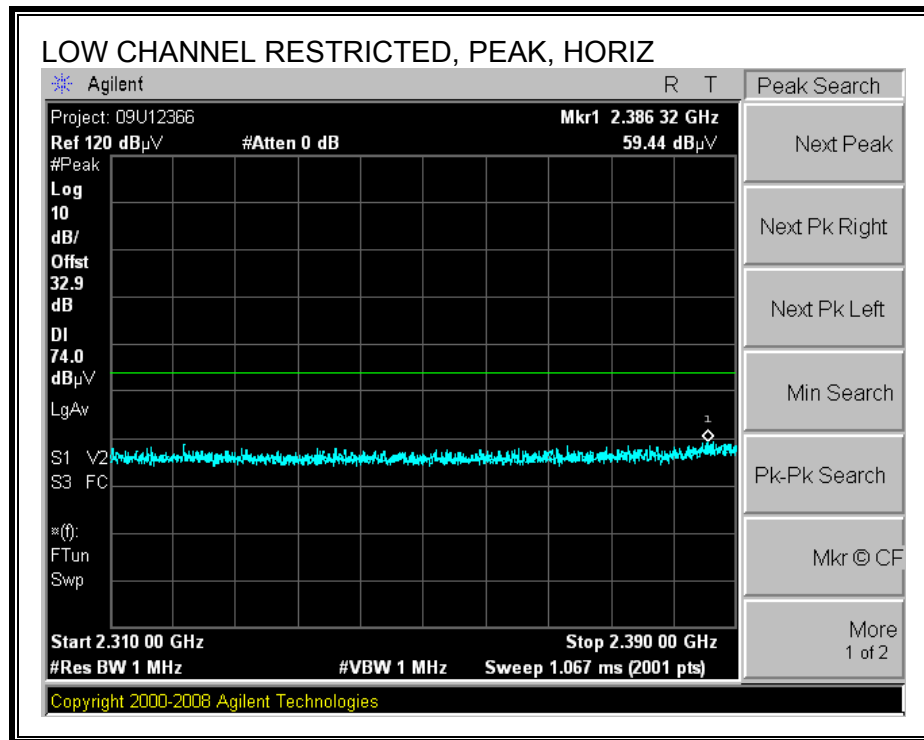 LOW CHANNEL RESTRICTED, PEAK, HORIZ
Agilent R T
Peak Search
Project: 09U12366
Mkr1 2.386 32 GHz
Ref 120 dBµV #Atten 0 dB 59.44 dBµV
#Peak
Log
10
dB/
Offst
32.9
dB
DI
74.0
dBµV
LgAv
1
S1 V2
S3 FC
¤(f):
FTun
Swp
Start 2.310 00 GHz Stop 2.390 00 GHz
#Res BW 1 MHz #VBW 1 MHz Sweep 1.067 ms (2001 pts)
Next Peak
Next Pk Right
Next Pk Left
Min Search
Pk-Pk Search
Mkr © CF
More
1 of 2
Copyright 2000-2008 Agilent Technologies